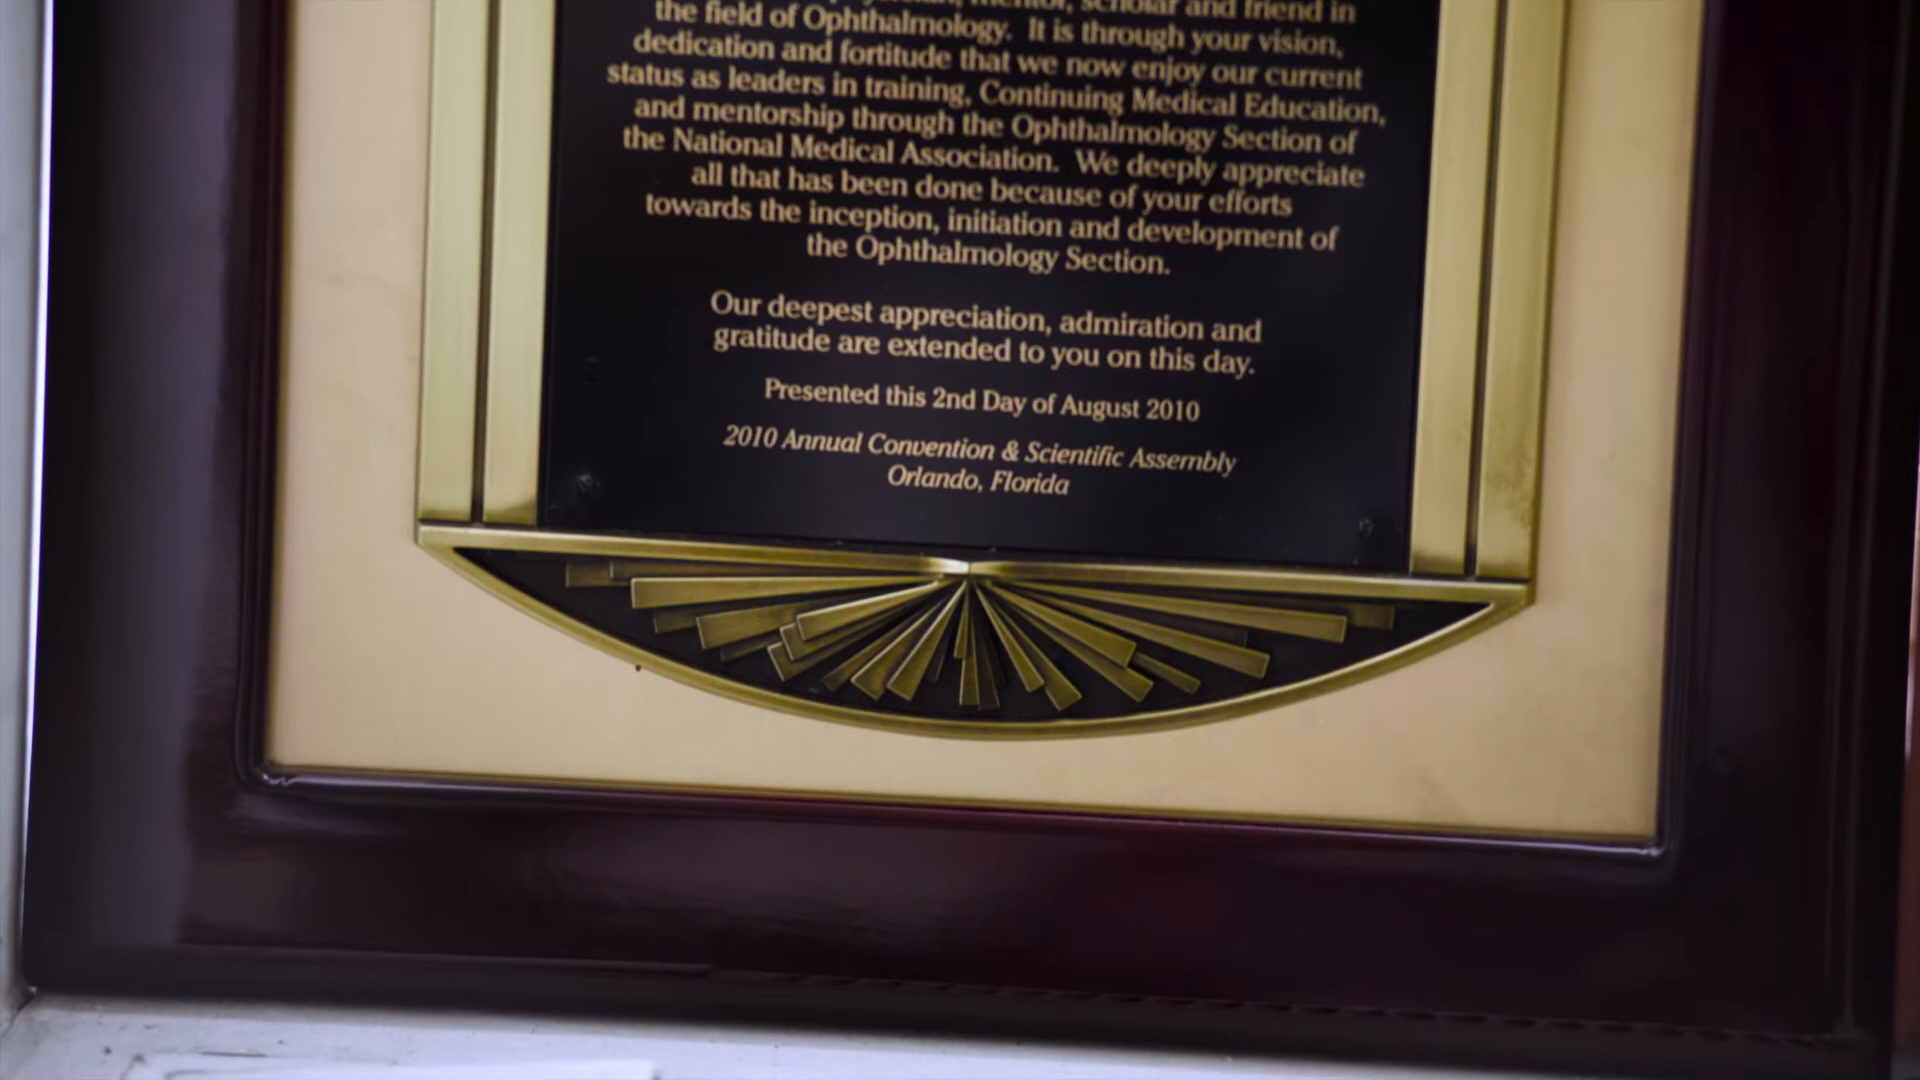 scholar and friend in
the field of Ophthalmology. It is through your vision,
dedication and fortitude that we now enjoy our current
status as leaders in training, Continuing Medical Education,
and mentorship through the Ophthalmology Section of
the National Medical Association. We deeply appreciate
all that has been done because of your efforts
towards the inception, initiation and development of
the Ophthalmology Section.
Our deepest appreciation, admiration and
gratitude are extended to you on this day.
Presented this 2nd Day of August 2010
2010 Annual Convention & Scientific Assembly
Orlando, Florida